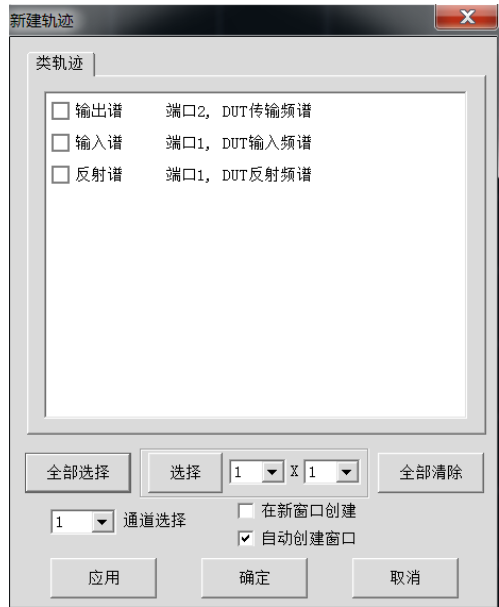 新建轨迹
类轨迹
输出谱 端口2, DUT传输频谱
输入谱 端口1, DUT输入频谱
反射谱 端口1, DUT反射频谱
全部选择 选择 1 X 1 全部清除
1 通道选择
在新窗口创建
自动创建窗口
应用 确定 取消